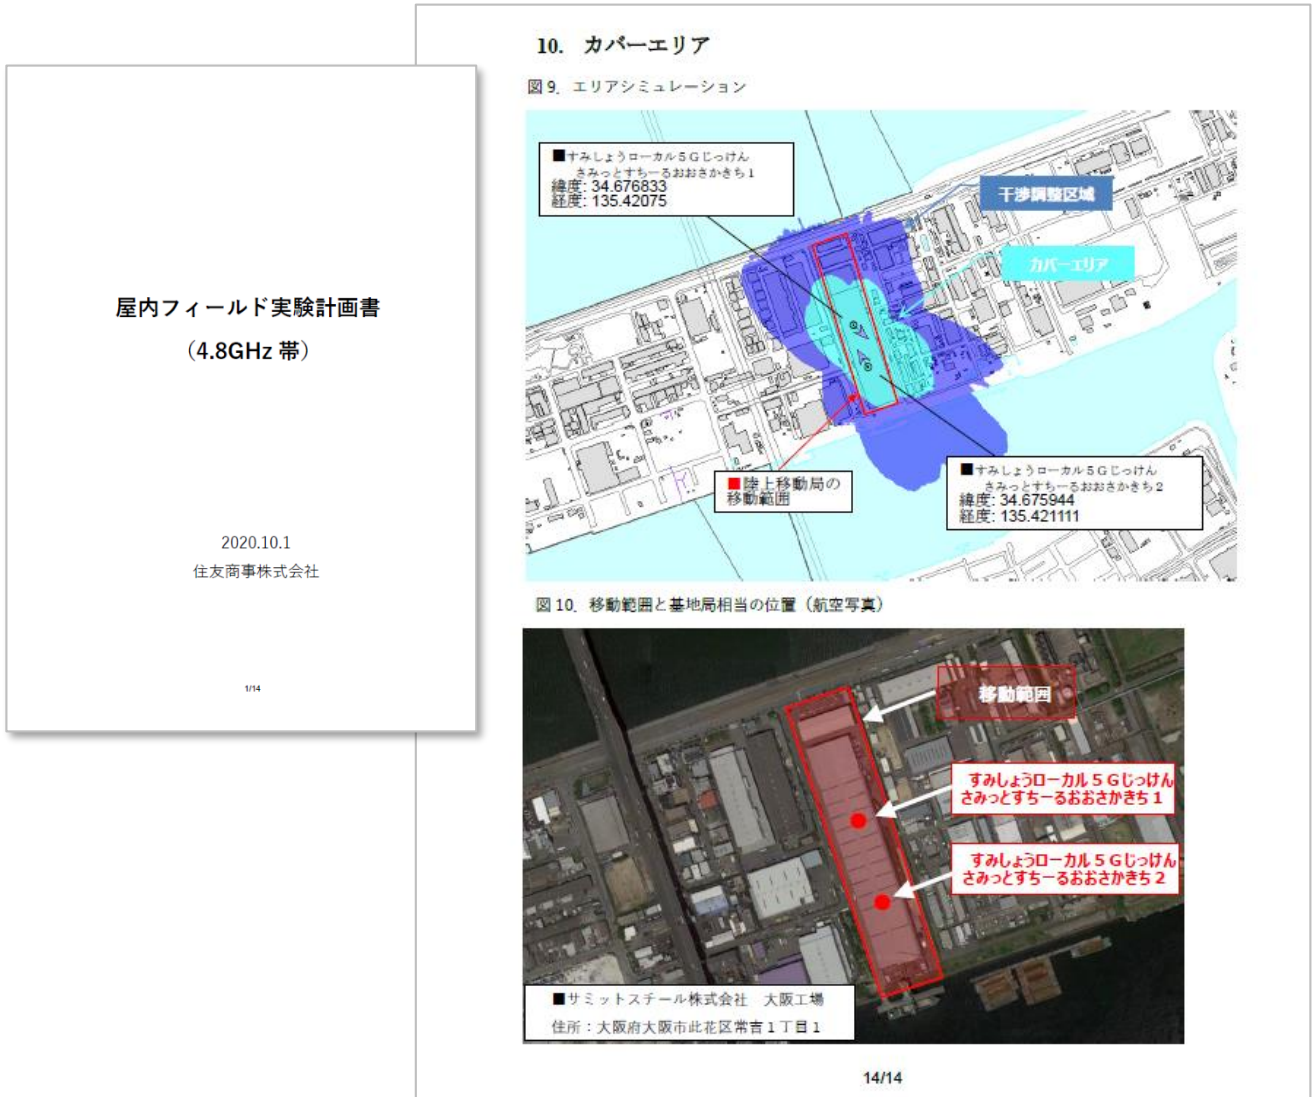 屋内フィールド実験計画書
（4.8GHz 帯）
2020.10.1
住友商事株式会社
1/14
10. カバーエリア
図 9. エリアシミュレーション
■すみしょうローカル５Ｇじっけん
さみっとすちーるおおさかきち１
緯度: 34.676833
経度: 135.42075
干渉調整区域
カバーエリア
■陸上移動局の
移動範囲
■すみしょうローカル５Ｇじっけん
さみっとすちーるおおさかきち２
緯度: 34.675944
経度: 135.421111
図 10. 移動範囲と基地局相当の位置（航空写真）
移動範囲
すみしょうローカル５Ｇじっけん
さみっとすちーるおおさかきち１
すみしょうローカル５Ｇじっけん
さみっとすちーるおおさかきち２
■サミットスチール株式会社　大阪工場
住所：大阪府大阪市此花区常吉１丁目１
14/14